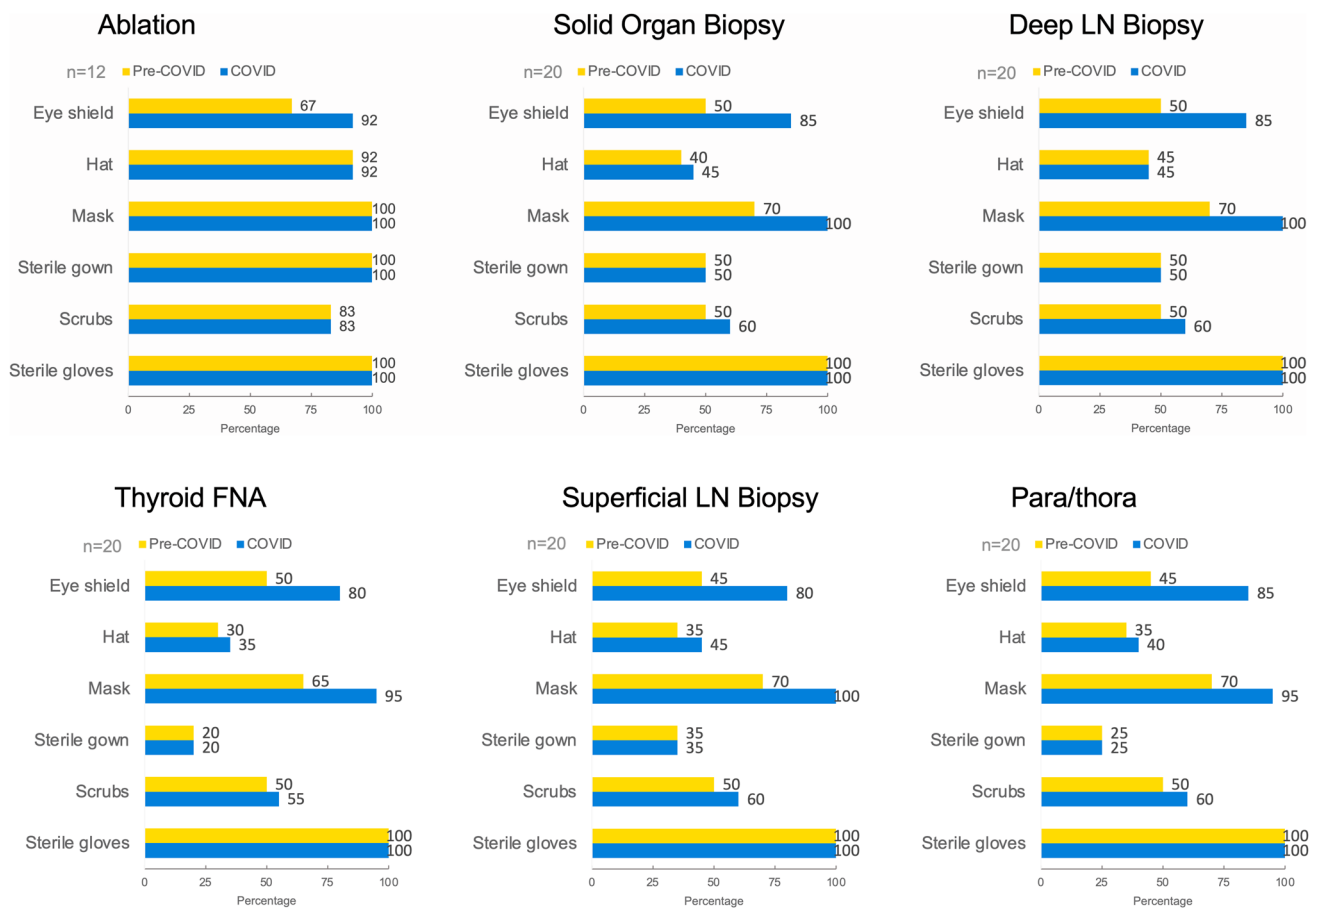 Ablation
n=12 Pre-COVID COVID
Eye shield 67
92
Hat 92
92
Mask 100
100
Sterile gown 100
100
Scrubs 83
83
Sterile gloves 100
100
0 25 50 75 100
Percentage
Solid Organ Biopsy
n=20 Pre-COVID COVID
Eye shield 50
85
Hat 40
45
Mask 70
100
Sterile gown 50
50
Scrubs 50
60
Sterile gloves 100
100
0 25 50 75 100
Percentage
Deep LN Biopsy
n=20 Pre-COVID COVID
Eye shield 50
85
Hat 45
45
Mask 70
100
Sterile gown 50
50
Scrubs 50
60
Sterile gloves 100
100
0 25 50 75 100
Percentage
Thyroid FNA
n=20 Pre-COVID COVID
Eye shield 50
80
Hat 30
35
Mask 65
95
Sterile gown 20
20
Scrubs 50
55
Sterile gloves 100
100
0 25 50 75 100
Percentage
Superficial LN Biopsy
n=20 Pre-COVID COVID
Eye shield 45
80
Hat 35
45
Mask 70
100
Sterile gown 35
35
Scrubs 50
60
Sterile gloves 100
100
0 25 50 75 100
Percentage
Para/thora
n=20 Pre-COVID COVID
Eye shield 45
85
Hat 35
40
Mask 70
95
Sterile gown 25
25
Scrubs 50
60
Sterile gloves 100
100
0 25 50 75 100
Percentage